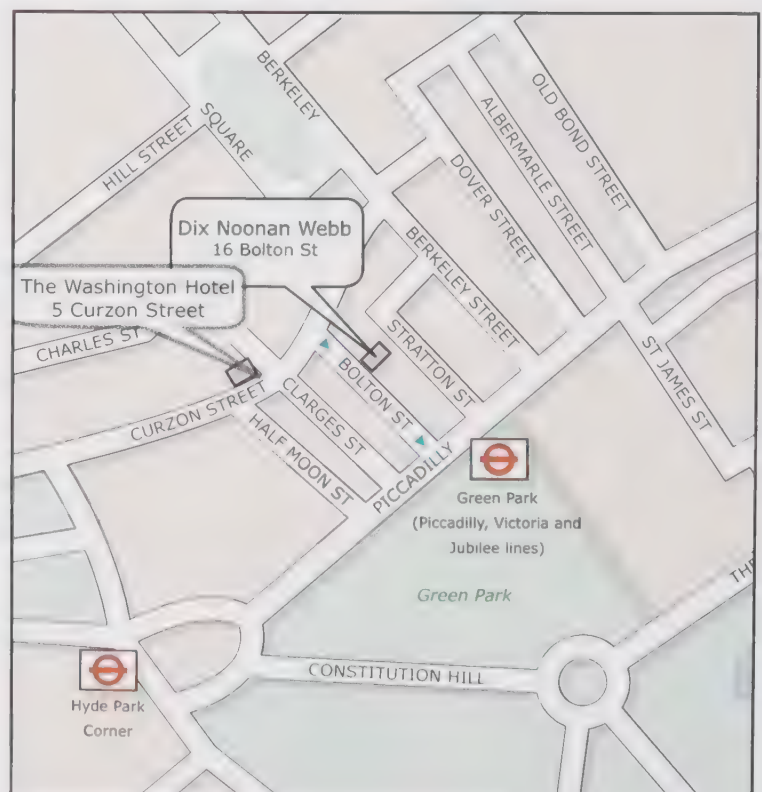 BERKELEY
SQUARE
HILL STREET
OLD BOND STREET
ALBERMARLE STREET
DOVER STREET
Dix Noonan Webb
16 Bolton St
BERKELEY STREET
The Washington Hotel
5 Curzon Street
CHARLES ST
STRATTON ST
BOLTON ST
ST JAMES ST
CURZON STREET
CLARGES ST
HALF MOON ST
PICCADILLY
Green Park
(Piccadilly, Victoria and
Jubilee lines)
Green Park
THE
CONSTITUTION HILL
Hyde Park
Corner